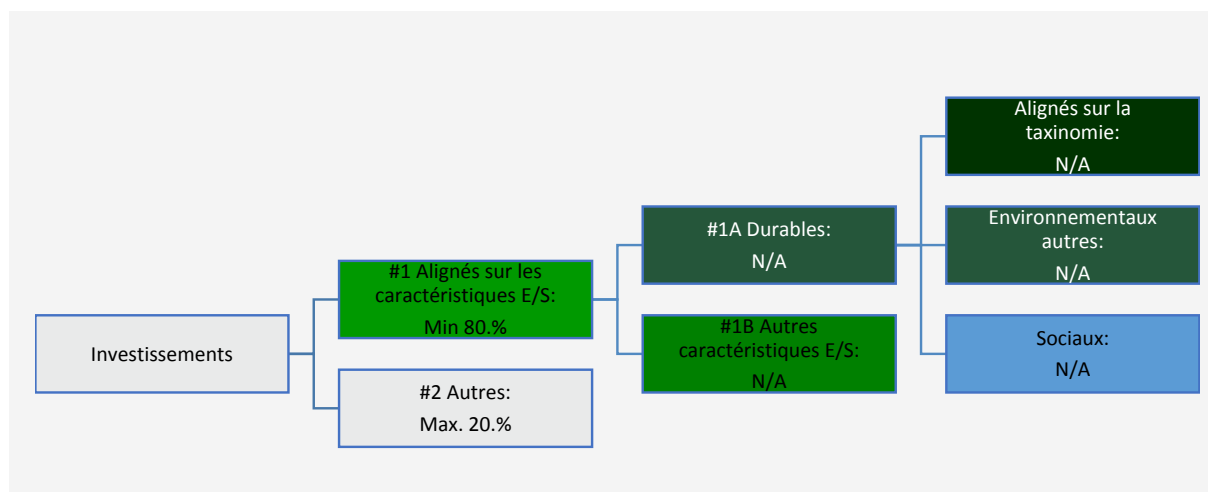 Investissements
#1 Alignés sur les
caractéristiques E/S:
Min 80.%
#2 Autres:
Max. 20.%
#1A Durables:
N/A
#1B Autres
caractéristiques E/S:
N/A
Alignés sur la
taxinomie:
N/A
Environnementaux
autres:
N/A
Sociaux:
N/A